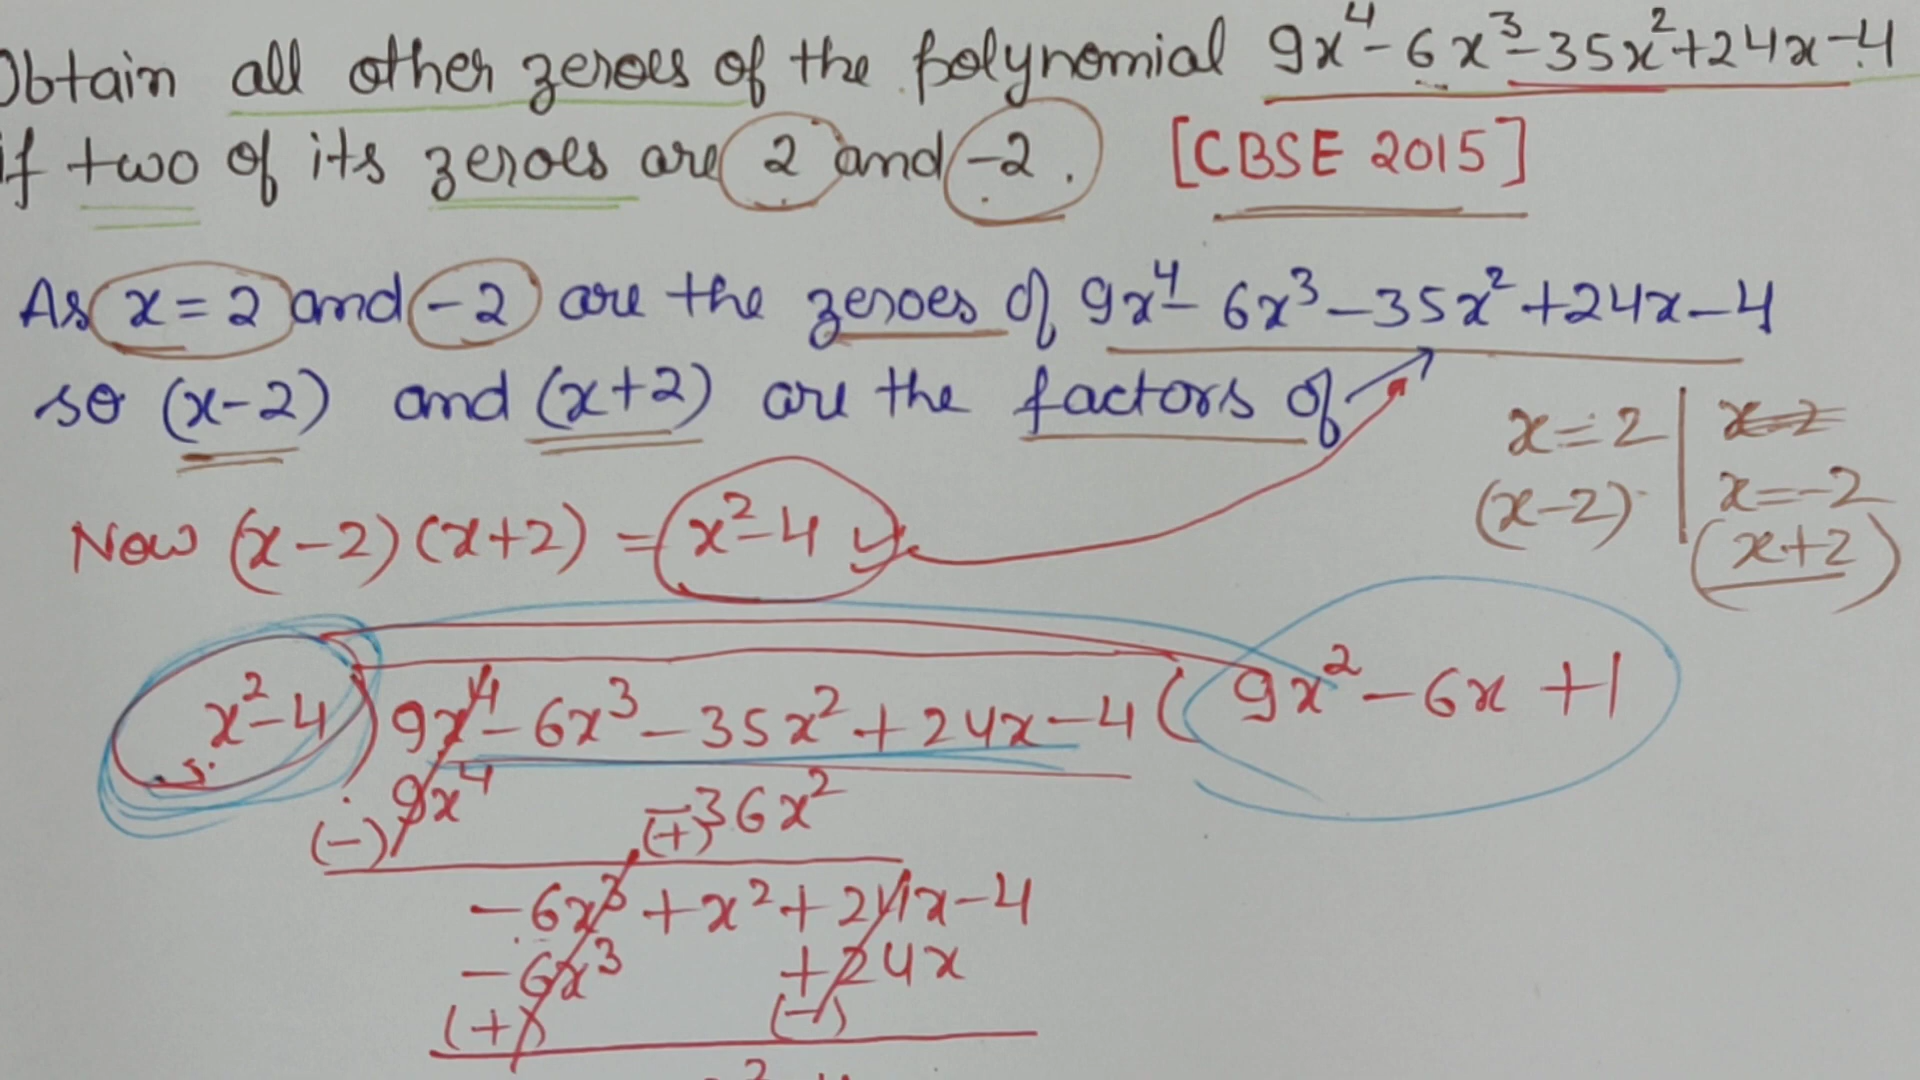 Obtain all other zeroes of the polynomial 9x⁴-6x³-35x²+24x-4
if two of its zeroes are 2 and -2. [CBSE 2015]
As x=2 and -2 are the zeroes of 9x⁴-6x³-35x²+24x-4
so (x-2) and (x+2) are the factors of
x=2 | x=2
(x-2) | x=-2
(x+2)
Now (x-2)(x+2) = x²-4
x²-4) 9x⁴-6x³-35x²+24x-4 ( 9x²-6x+1
9x⁴ -36x²
(-) (+)
-6x³+x²+24x-4
-6x³ +24x
(+) (-)